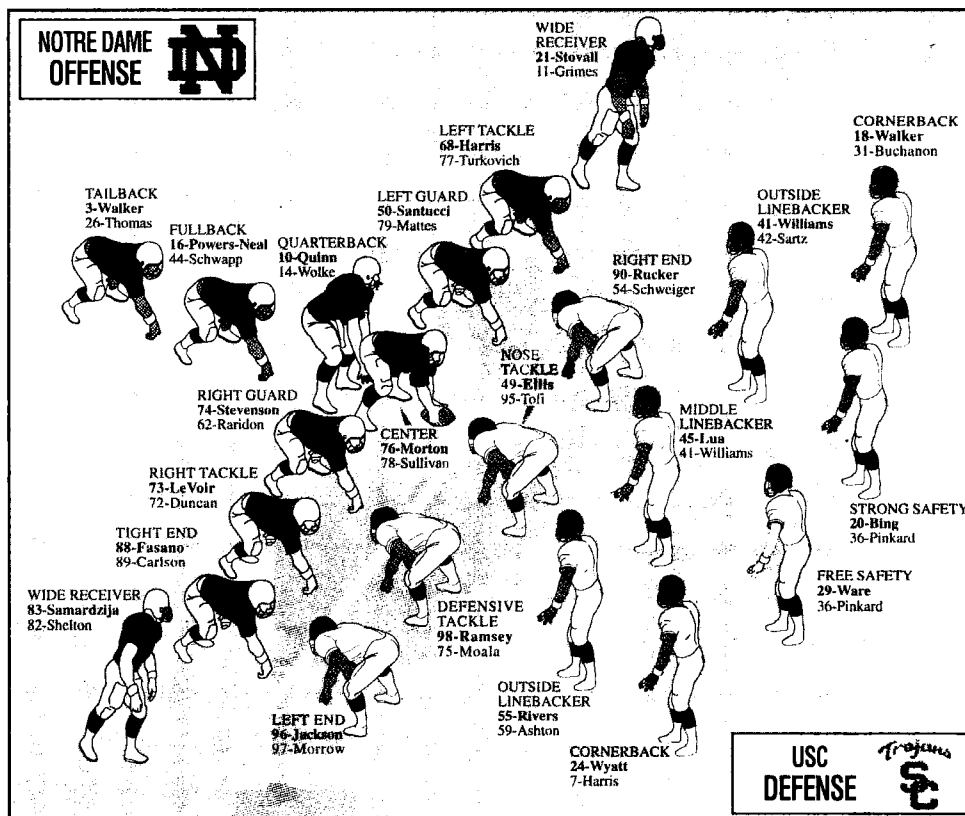 NOTRE DAME
OFFENSE
ND
WIDE
RECEIVER
21-Stovall
11-Grimes
LEFT TACKLE
68-Harris
77-Turkovich
CORNERBACK
18-Walker
31-Buchanon
TAILBACK
3-Walker
26-Thomas
LEFT GUARD
50-Santucci
79-Mattes
OUTSIDE
LINEBACKER
41-Williams
42-Sartz
FULLBACK
16-Powers-Neal
44-Schwapp
QUARTERBACK
10-Quinn
14-Wolke
RIGHT END
90-Rucker
54-Schweiger
NOSE
TACKLE
49-Ellis
95-Tofi
RIGHT GUARD
74-Stevenson
62-Raridon
CENTER
76-Morton
78-Sullivan
MIDDLE
LINEBACKER
45-Lua
41-Williams
RIGHT TACKLE
73-LeVoir
72-Duncan
STRONG SAFETY
20-Bing
36-Pinkard
TIGHT END
88-Fasano
89-Carlson
FREE SAFETY
29-Ware
36-Pinkard
WIDE RECEIVER
83-Samardzija
82-Shelton
DEFENSIVE
TACKLE
98-Ramsey
75-Moala
OUTSIDE
LINEBACKER
55-Rivers
59-Ashton
LEFT END
96-Jackson
97-Morrow
CORNERBACK
24-Wyatt
7-Harris
USC
DEFENSE
Trojans
SC